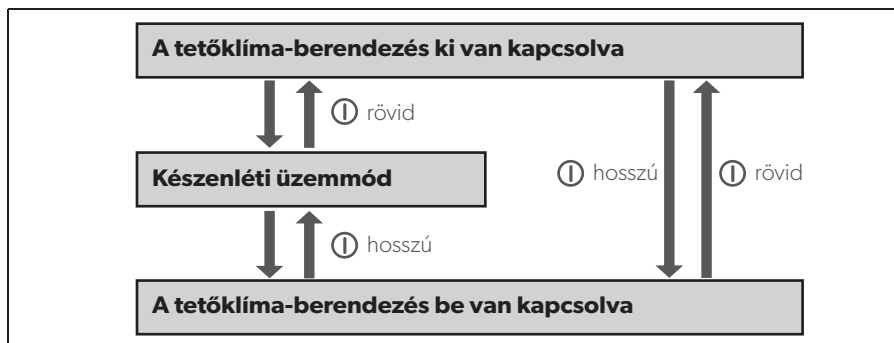 A tetőklíma-berendezés ki van kapcsolva
rövid
Készenléti üzemmód
hosszú
rövid
hosszú
A tetőklíma-berendezés be van kapcsolva